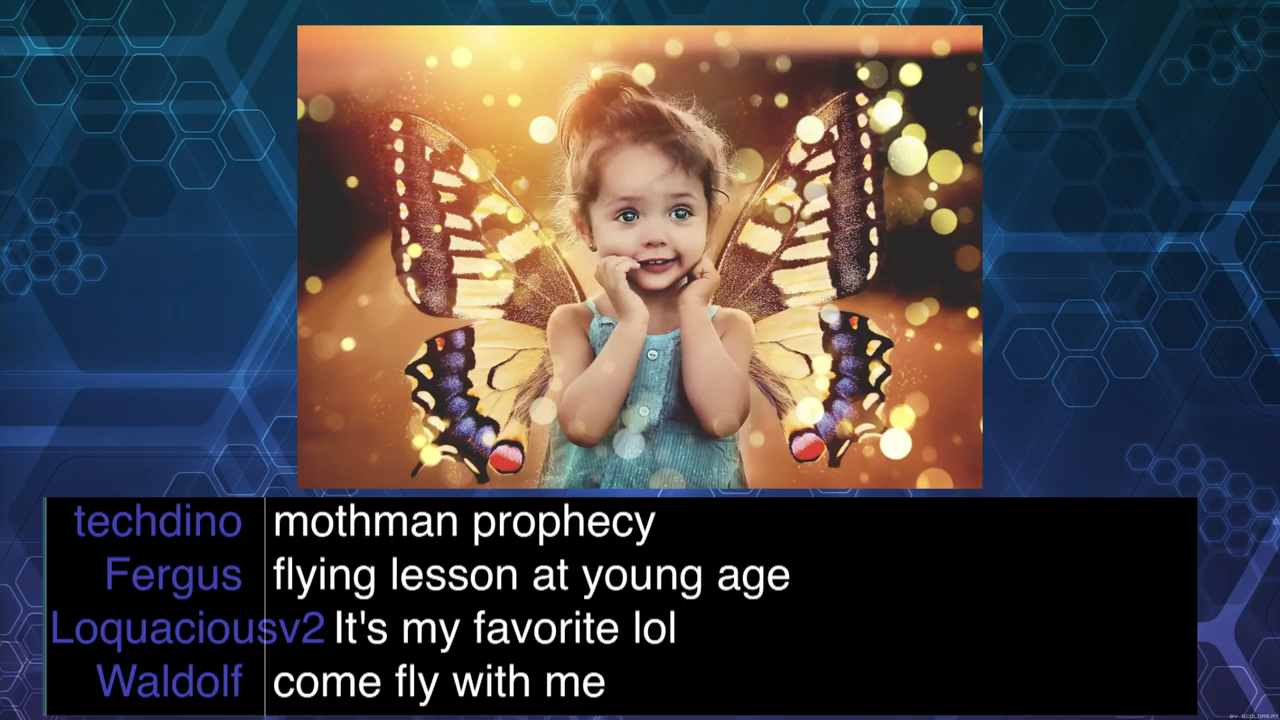 techdino mothman prophecy
Fergus flying lesson at young age
Loquaciousv2 It's my favorite lol
Waldolf come fly with me